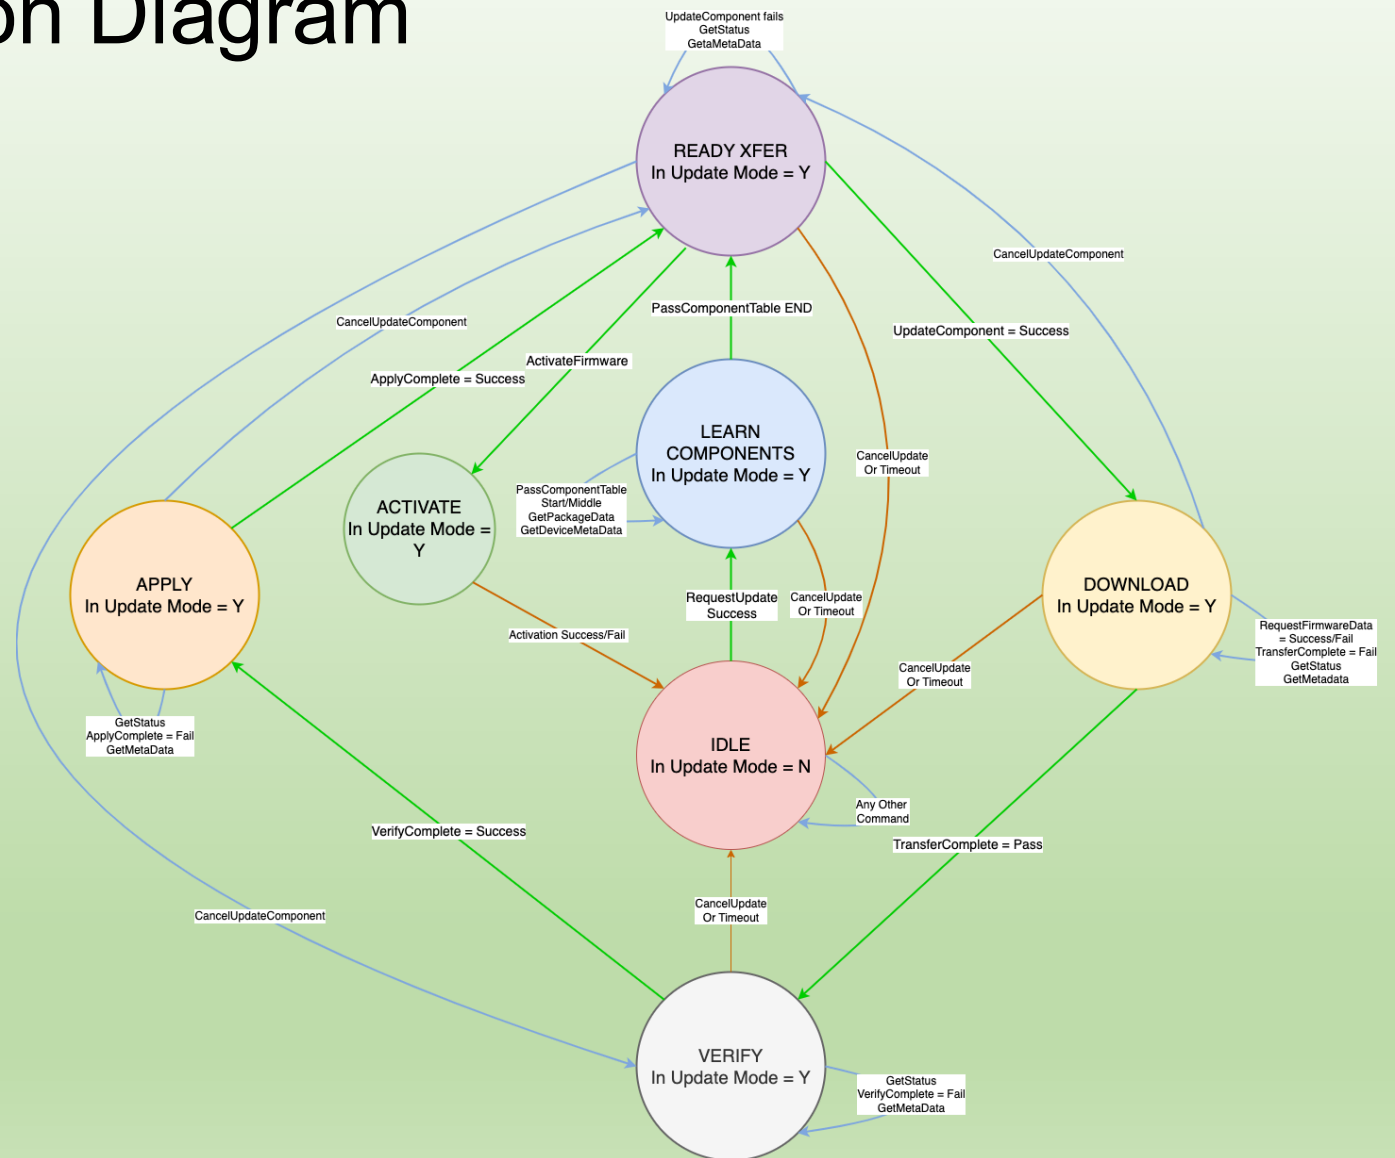 on Diagram
UpdateComponent fails
GetStatus
GetaMetaData
READY XFER
In Update Mode = Y
CancelUpdateComponent
PassComponentTable END
CancelUpdateComponent
UpdateComponent = Success
ActivateFirmware
ApplyComplete = Success
LEARN
COMPONENTS
In Update Mode = Y
CancelUpdate
Or Timeout
PassComponentTable
Start/Middle
GetPackageData
GetDeviceMetaData
ACTIVATE
In Update Mode =
Y
APPLY
In Update Mode = Y
DOWNLOAD
In Update Mode = Y
RequestUpdate
Success
CancelUpdate
Or Timeout
Activation Success/Fail
RequestFirmwareData
= Success/Fail
TransferComplete = Fail
GetStatus
GetMetadata
CancelUpdate
Or Timeout
GetStatus
ApplyComplete = Fail
GetMetaData
IDLE
In Update Mode = N
Any Other
Command
VerifyComplete = Success
TransferComplete = Pass
CancelUpdateComponent
CancelUpdate
Or Timeout
VERIFY
In Update Mode = Y
GetStatus
VerifyComplete = Fail
GetMetaData